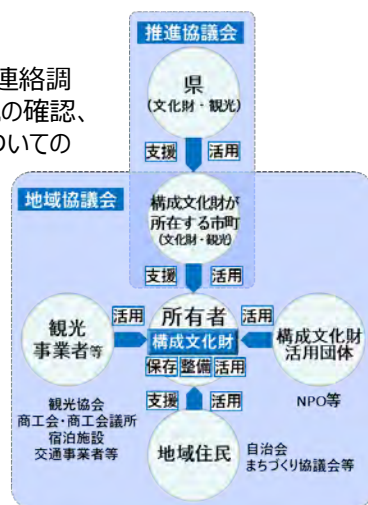 推進協議会
連絡調
の確認、
ついての
県
(文化財・観光)
支援 活用
地域協議会
構成文化財が
所在する市町
(文化財・観光)
支援 活用
観光
事業者等
活用
所有者
構成文化財
保存 整備 活用
活用
構成文化財
活用団体
観光協会
商工会・商工会議所
宿泊施設
交通事業者等
支援 活用
NPO等
地域住民
自治会
まちづくり協議会等